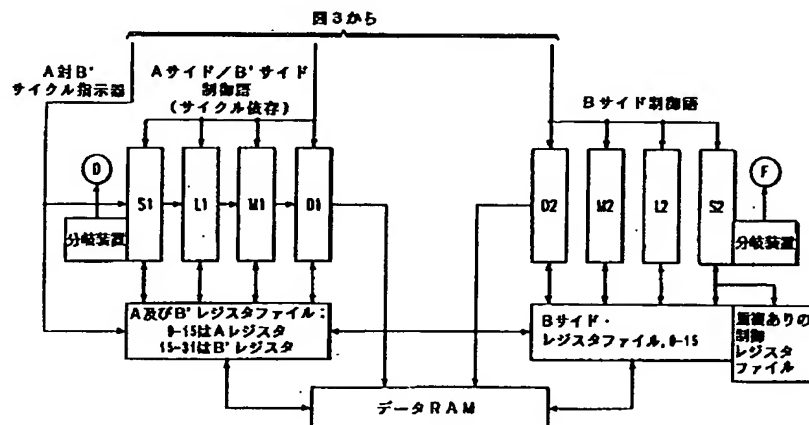 図3から
A対B'
サイクル指示器
Aサイド／B'サイド
制御語
(サイクル依存)
Bサイド制御語
D
F
S1
L1
M1
D1
D2
M2
L2
S2
分岐装置
分岐装置
A及びB'レジスタファイル：
0-15はAレジスタ
15-31はB'レジスタ
Bサイド・
レジスタファイル,0-15
重複ありの
制御
レジスタ
ファイル
データRAM